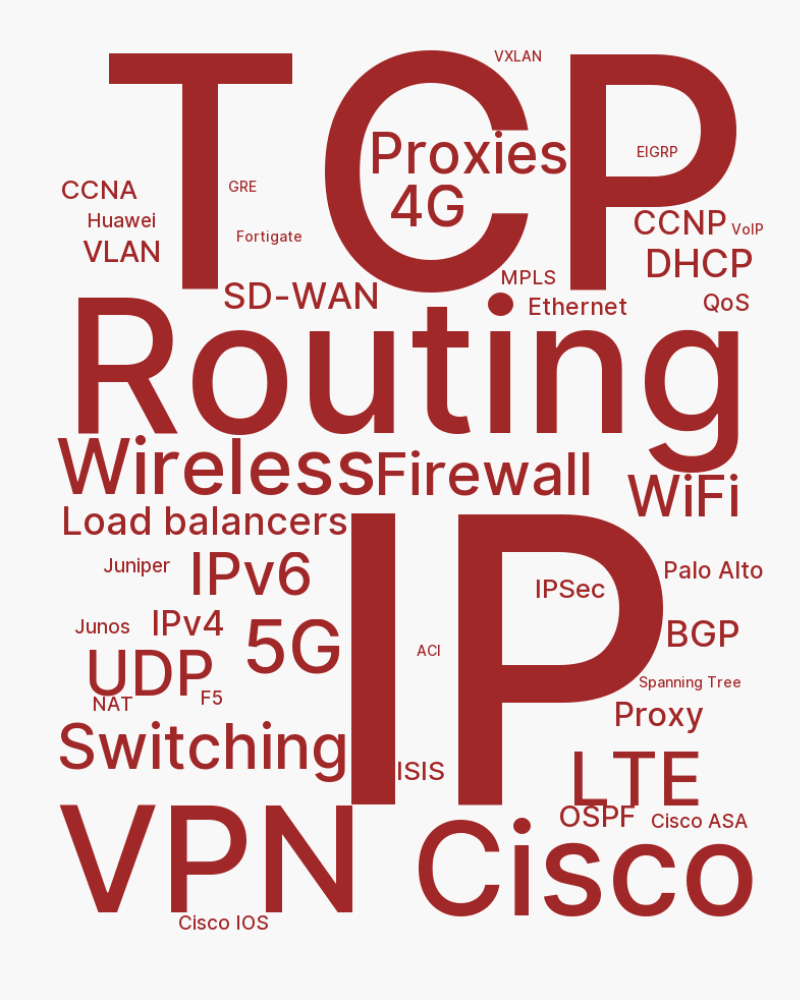 TCP
VXLAN
Proxies
EIGRP
CCNA
GRE
4G
Huawei
CCNP
VoIP
Fortigate
VLAN
DHCP
MPLS
SD-WAN
Ethernet
QoS
Routing
Wireless
Firewall
WiFi
Load balancers
IP
Juniper
IPv6
Palo Alto
IPSec
Junos
IPv4
5G
BGP
ACI
UDP
Spanning Tree
NAT
F5
Proxy
Switching
ISIS
LTE
OSPF
Cisco ASA
VPN
Cisco
Cisco IOS